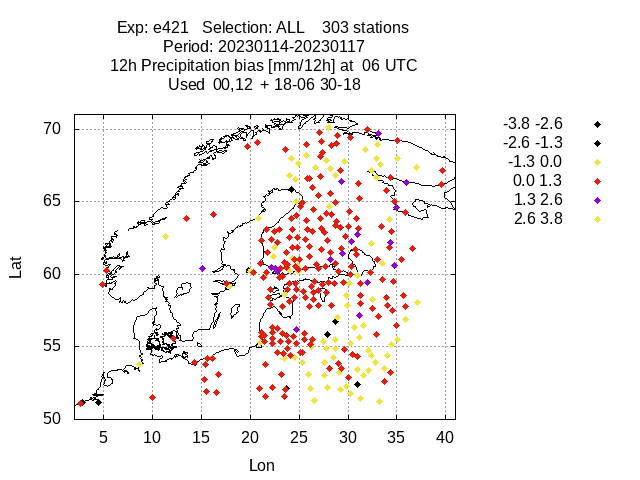 Exp: e421 Selection: ALL 303 stations
Period: 20230114-20230117
12h Precipitation bias [mm/12h] at 06 UTC
Used 00,12 + 18-06 30-18
-3.8 -2.6
-2.6 -1.3
-1.3 0.0
0.0 1.3
1.3 2.6
2.6 3.8
70
65
60
55
50
Lat
5 10 15 20 25 30 35 40
Lon